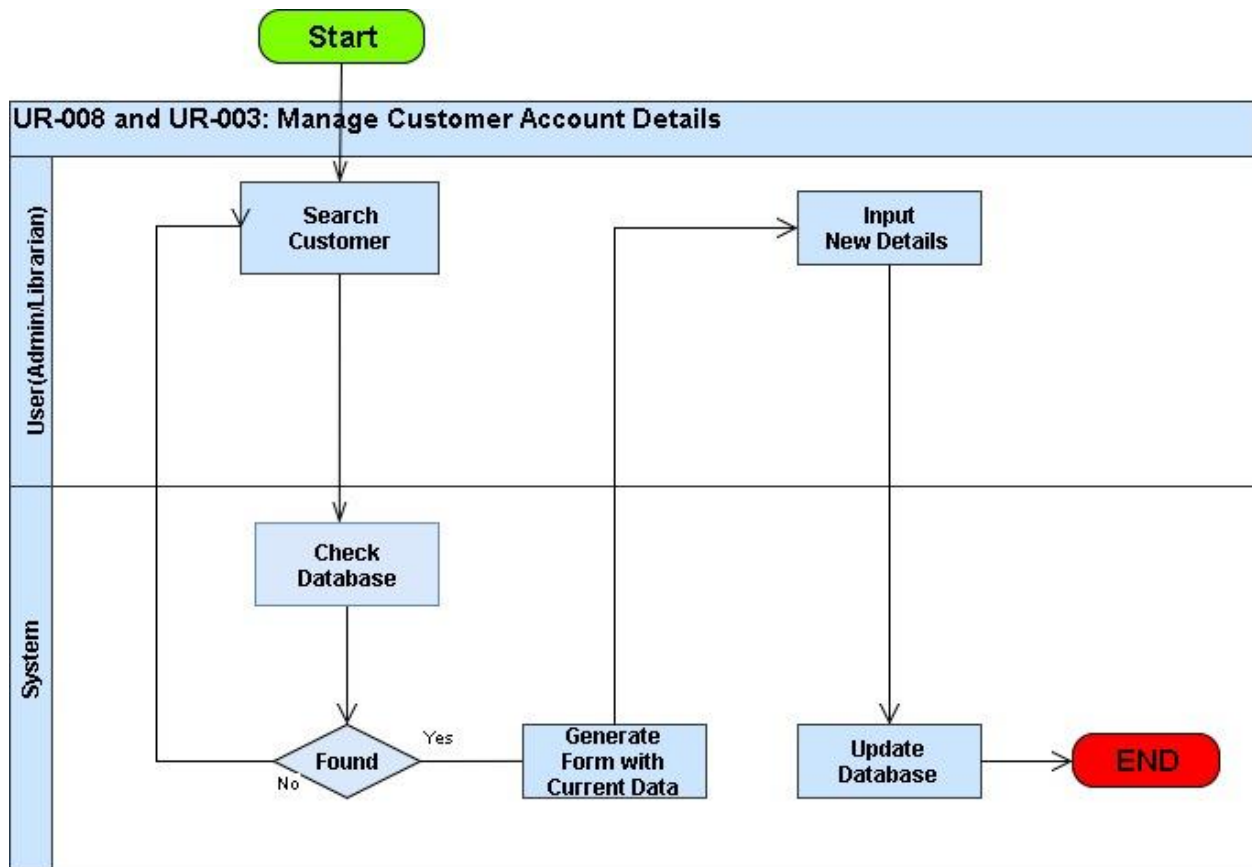 Start
UR-008 and UR-003: Manage Customer Account Details
User(Admin/Librarian)
Search
Customer
Input
New Details
System
Check
Database
Found
Yes
No
Generate
Form with
Current Data
Update
Database
END